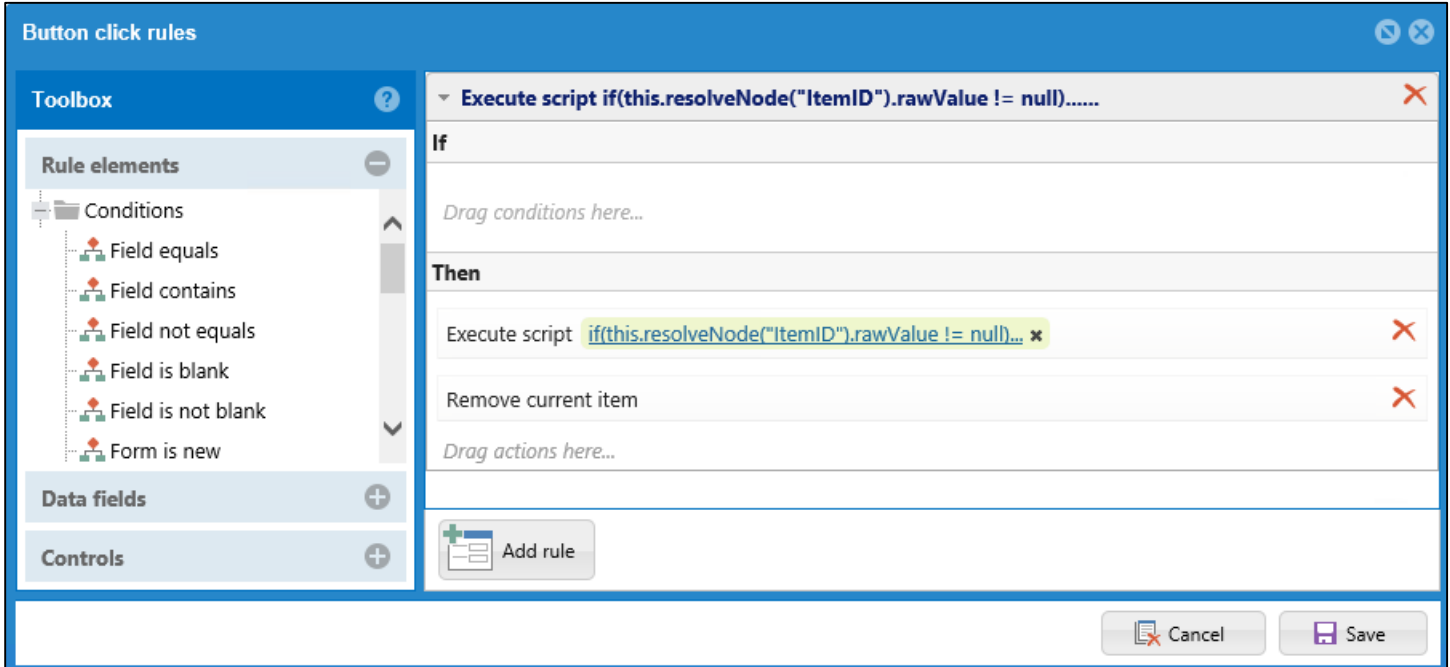 Button click rules
Toolbox
Rule elements
Conditions
Field equals
Field contains
Field not equals
Field is blank
Field is not blank
Form is new
Data fields
Controls
Execute script if(this.resolveNode("ItemID").rawValue != null)......
If
Drag conditions here...
Then
Execute script if(this.resolveNode("ItemID").rawValue != null)...
Remove current item
Drag actions here...
Add rule
Cancel
Save